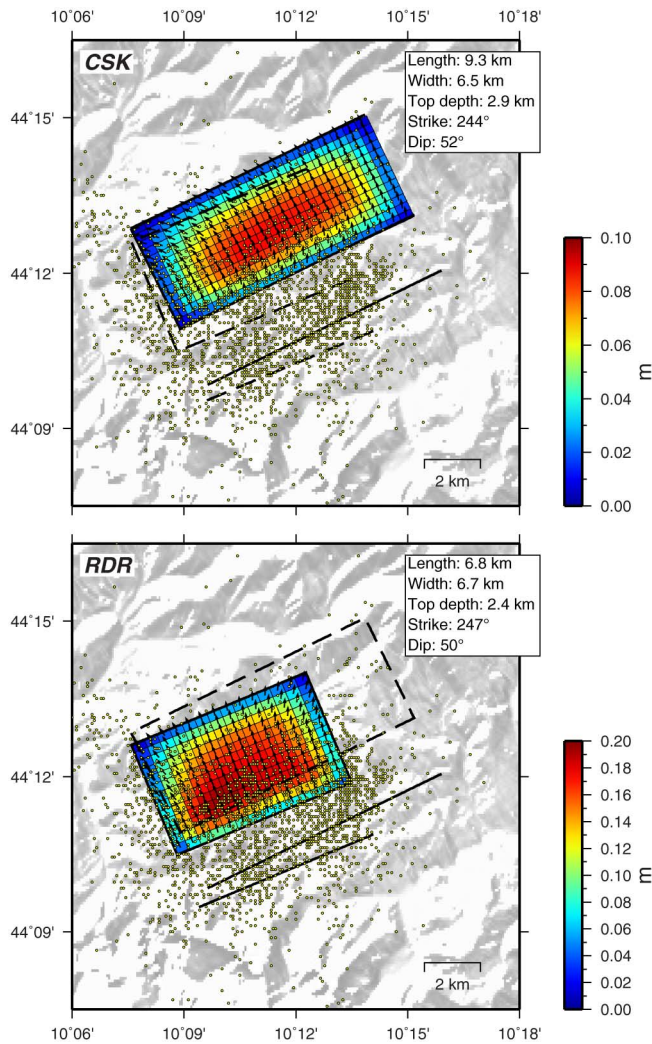 10°06' 10°09' 10°12' 10°15' 10°18'
CSK
Length: 9.3 km
Width: 6.5 km
Top depth: 2.9 km
Strike: 244°
Dip: 52°
44°15'
44°12'
44°09'
2 km
0.10
0.08
0.06
0.04
0.02
0.00
m
RDR
Length: 6.8 km
Width: 6.7 km
Top depth: 2.4 km
Strike: 247°
Dip: 50°
44°15'
44°12'
44°09'
2 km
0.20
0.18
0.16
0.14
0.12
0.10
0.08
0.06
0.04
0.02
0.00
m
10°06' 10°09' 10°12' 10°15' 10°18'